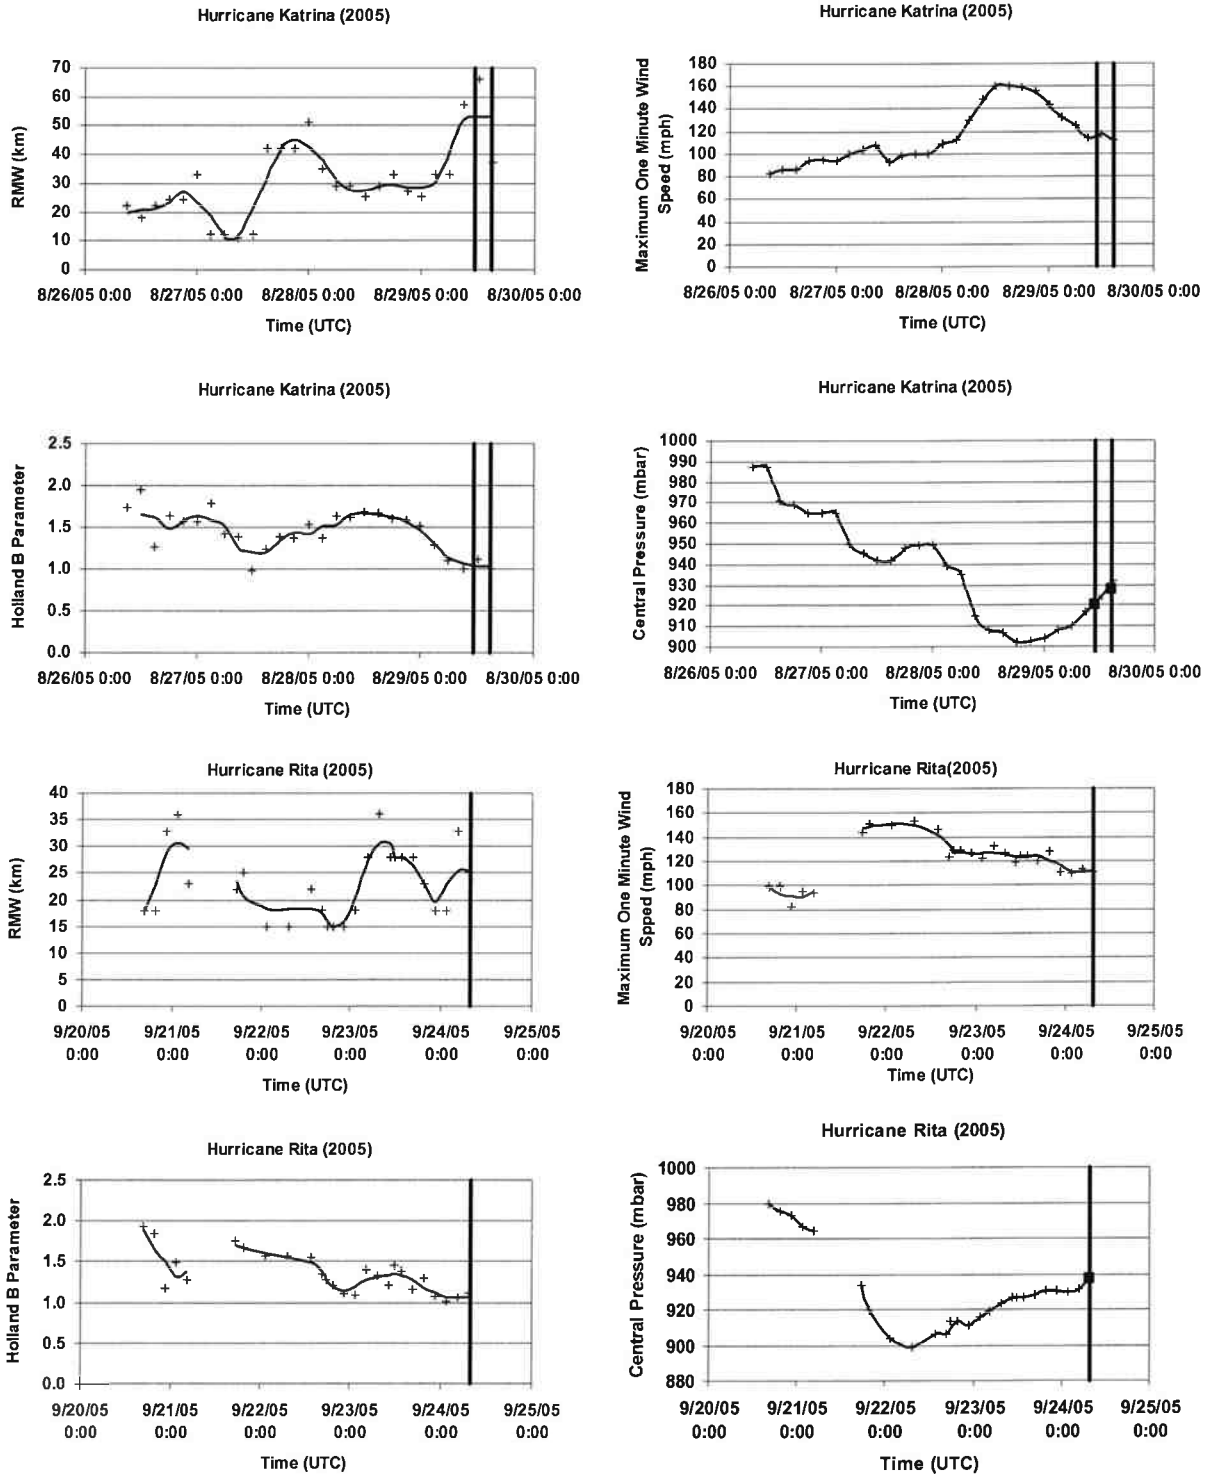 Hurricane Katrina (2005)
RMW (km)
70
60
50
40
30
20
10
0
8/26/05 0:00 8/27/05 0:00 8/28/05 0:00 8/29/05 0:00 8/30/05 0:00
Time (UTC)
Hurricane Katrina (2005)
Maximum One Minute Wind
Speed (mph)
180
160
140
120
100
80
60
40
20
0
8/26/05 0:00 8/27/05 0:00 8/28/05 0:00 8/29/05 0:00 8/30/05 0:00
Time (UTC)
Hurricane Katrina (2005)
Holland B Parameter
2.5
2.0
1.5
1.0
0.5
0.0
8/26/05 0:00 8/27/05 0:00 8/28/05 0:00 8/29/05 0:00 8/30/05 0:00
Time (UTC)
Hurricane Katrina (2005)
Central Pressure (mbar)
1000
990
980
970
960
950
940
930
920
910
900
8/26/05 0:00 8/27/05 0:00 8/28/05 0:00 8/29/05 0:00 8/30/05 0:00
Time (UTC)
Hurricane Rita (2005)
RMW (km)
40
35
30
25
20
15
10
5
0
9/20/05 9/21/05 9/22/05 9/23/05 9/24/05 9/25/05
0:00 0:00 0:00 0:00 0:00 0:00
Time (UTC)
Hurricane Rita(2005)
Maximum One Minute Wind
Spped (mph)
180
160
140
120
100
80
60
40
20
0
9/20/05 9/21/05 9/22/05 9/23/05 9/24/05 9/25/05
0:00 0:00 0:00 0:00 0:00 0:00
Time (UTC)
Hurricane Rita (2005)
Holland B Parameter
2.5
2.0
1.5
1.0
0.5
0.0
9/20/05 9/21/05 9/22/05 9/23/05 9/24/05 9/25/05
0:00 0:00 0:00 0:00 0:00 0:00
Time (UTC)
Hurricane Rita (2005)
Central Pressure (mbar)
1000
980
960
940
920
900
880
9/20/05 9/21/05 9/22/05 9/23/05 9/24/05 9/25/05
0:00 0:00 0:00 0:00 0:00 0:00
Time (UTC)